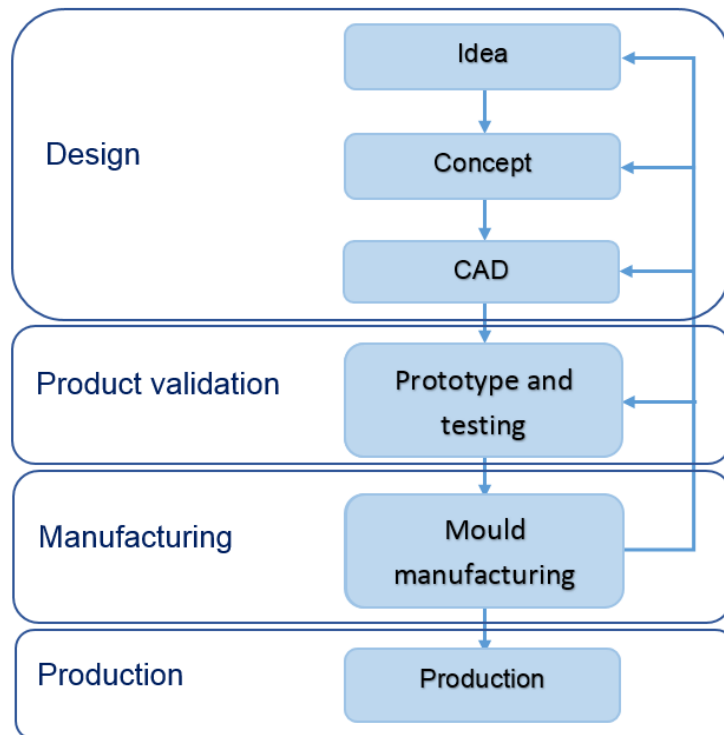 Idea
Design
Concept
CAD
Product validation
Prototype and
testing
Manufacturing
Mould
manufacturing
Production
Production